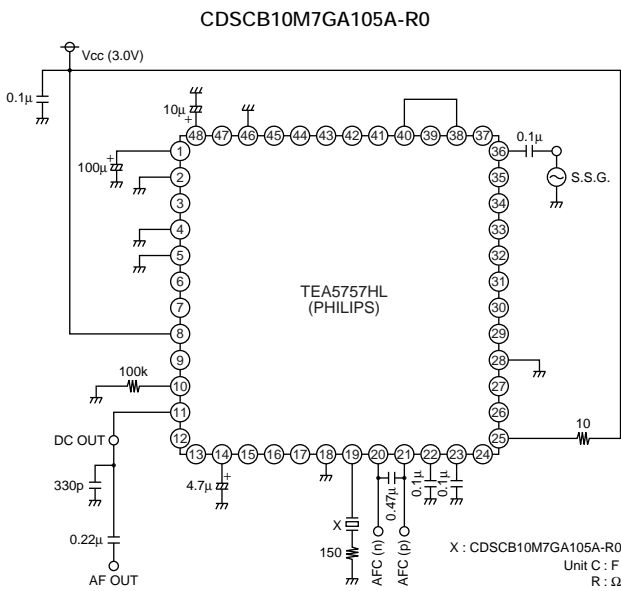 CDSCB10M7GA105A-R0
Vcc (3.0V)
0.1µ
10µ
+
48 47 46 45 44 43 42 41 40 39 38 37
0.1µ
S.S.G.
100µ
+
1 2 3 4 5 6 7 8 9 10 11 12
36 35 34 33 32 31 30 29 28 27 26 25
TEA5757HL
(PHILIPS)
100k
10
DC OUT
13 14 15 16 17 18 19 20 21 22 23 24
330p
4.7µ
+
0.47µ
0.1µ
0.1µ
0.22µ
X
150
AFC (n)
AFC (p)
AF OUT
X : CDSCB10M7GA105A-R0
Unit C : F
R : Ω